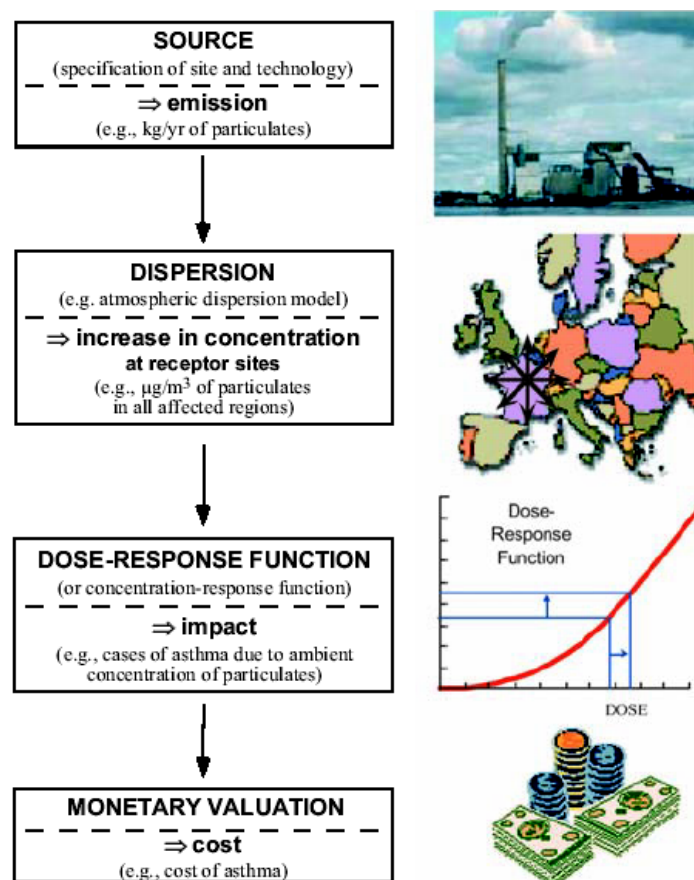 SOURCE
(specification of site and technology)
⇒ emission
(e.g., kg/yr of particulates)
DISPERSION
(e.g. atmospheric dispersion model)
⇒ increase in concentration
at receptor sites
(e.g., µg/m³ of particulates
in all affected regions)
DOSE-RESPONSE FUNCTION
(or concentration-response function)
⇒ impact
(e.g., cases of asthma due to ambient
concentration of particulates)
MONETARY VALUATION
⇒ cost
(e.g., cost of asthma)
Dose-
Response
Function
DOSE